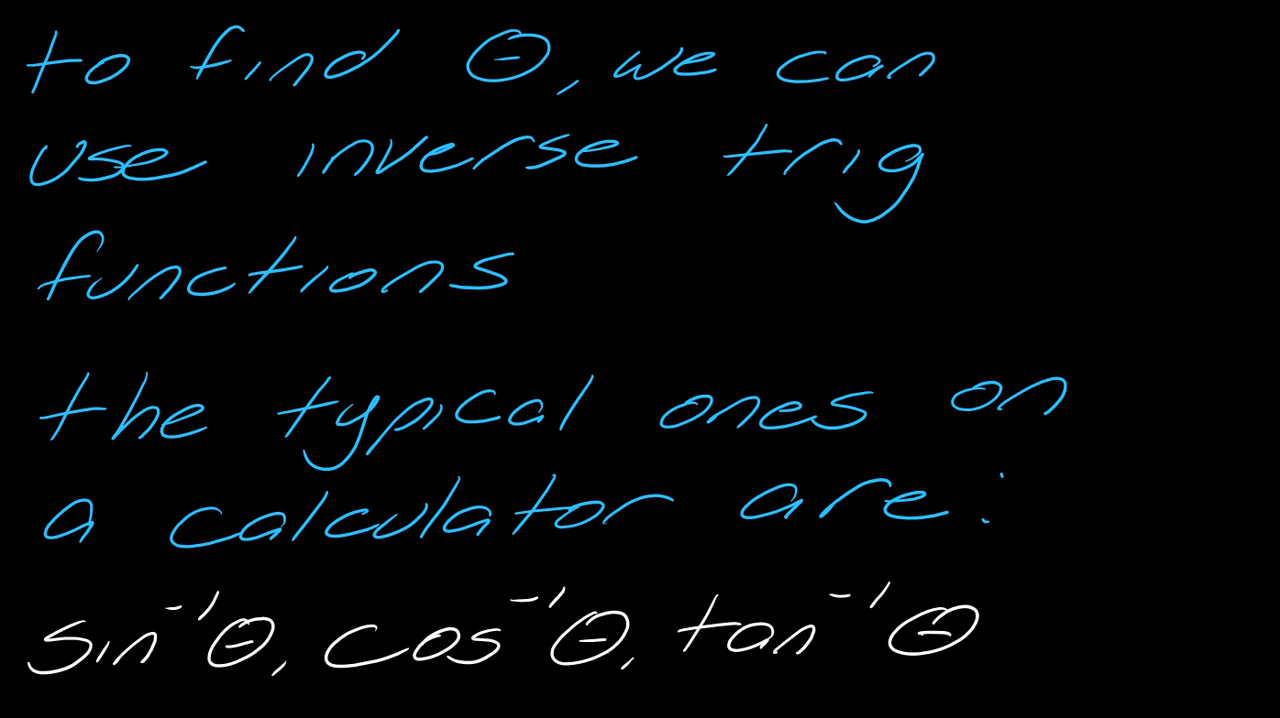 to find θ, we can
use inverse trig
functions
the typical ones on
a calculator are:
sin⁻¹θ, cos⁻¹θ, tan⁻¹θ